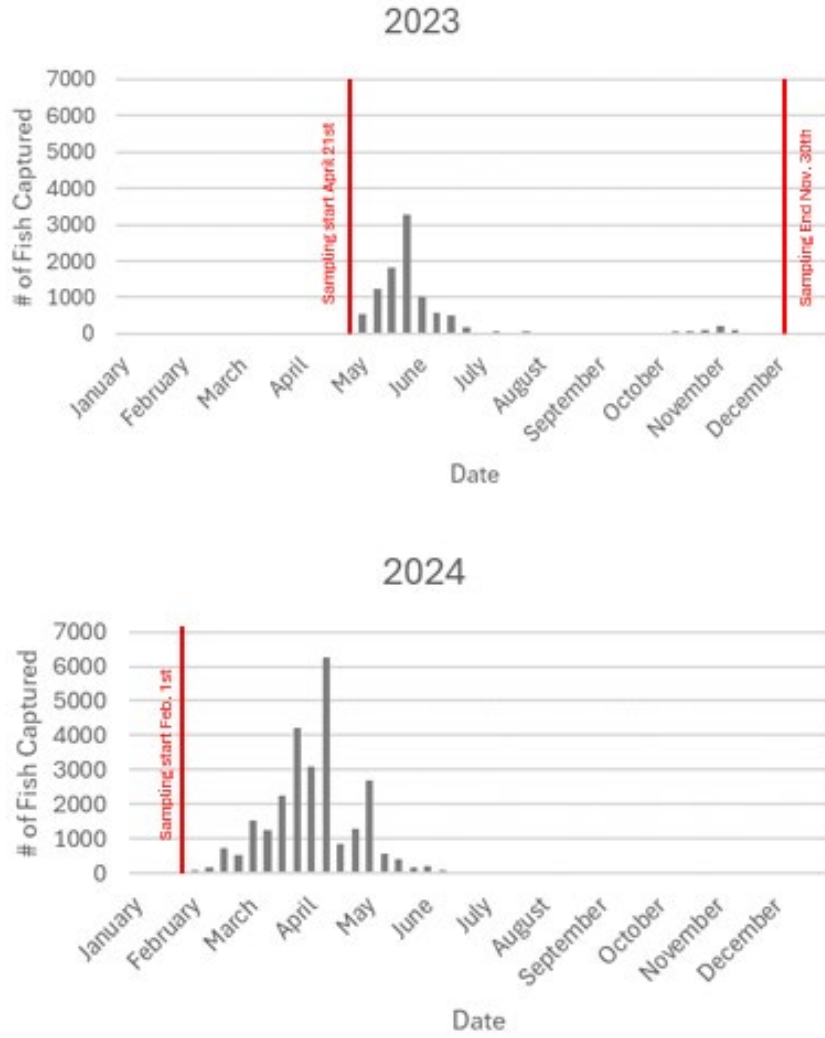 2023
# of Fish Captured
7000
6000
5000
4000
3000
2000
1000
0
Sampling start April 21st
Sampling End Nov. 30th
January
February
March
April
May
June
July
August
September
October
November
December
Date
2024
# of Fish Captured
7000
6000
5000
4000
3000
2000
1000
0
Sampling start Feb. 1st
January
February
March
April
May
June
July
August
September
October
November
December
Date